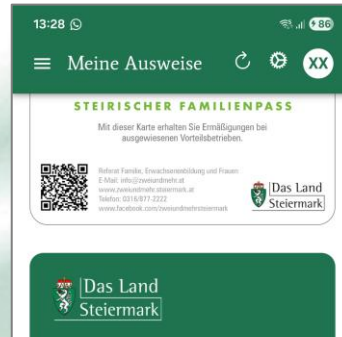 13:28
86
Meine Ausweise
XX
STEIRISCHER FAMILIENPASS
Mit dieser Karte erhalten Sie Ermäßigungen bei
ausgewiesenen Vorteilsbetrieben.
Referat Familie, Erwachsenenbildung und Frauen
E-Mail: info@zweiundmehr.at
www.zweiundmehr.steiermark.at
Telefon: 0316/877-2222
www.facebook.com/zweiundmehrsteiermark
Das Land
Steiermark
Das Land
Steiermark